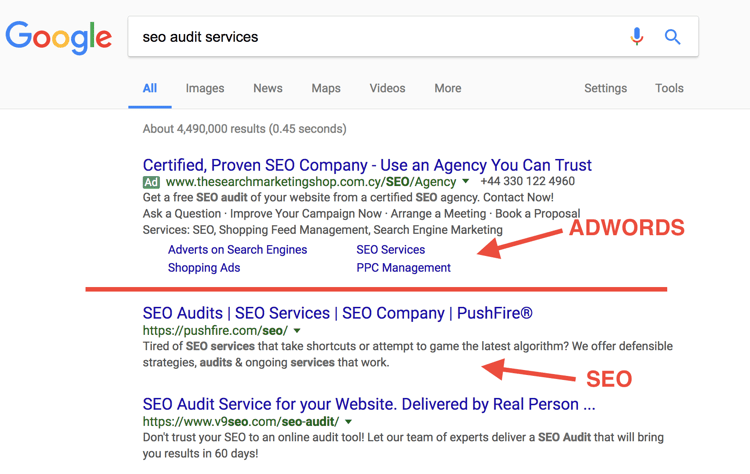 Google
seo audit services
All Images News Maps Videos More Settings Tools
About 4,490,000 results (0.45 seconds)
Certified, Proven SEO Company - Use an Agency You Can Trust
Ad www.thesearchmarketingshop.com.cy/SEO/Agency +44 330 122 4960
Get a free SEO audit of your website from a certified SEO agency. Contact Now!
Ask a Question · Improve Your Campaign Now · Arrange a Meeting · Book a Proposal
Services: SEO, Shopping Feed Management, Search Engine Marketing
ADWORDS
Adverts on Search Engines SEO Services
Shopping Ads PPC Management
SEO Audits | SEO Services | SEO Company | PushFire®
https://pushfire.com/seo/
Tired of SEO services that take shortcuts or attempt to game the latest algorithm? We offer defensible
strategies, audits & ongoing services that work.
SEO
SEO Audit Service for your Website. Delivered by Real Person ...
https://www.v9seo.com/seo-audit/
Don't trust your SEO to an online audit tool! Let our team of experts deliver a SEO Audit that will bring
you results in 60 days!